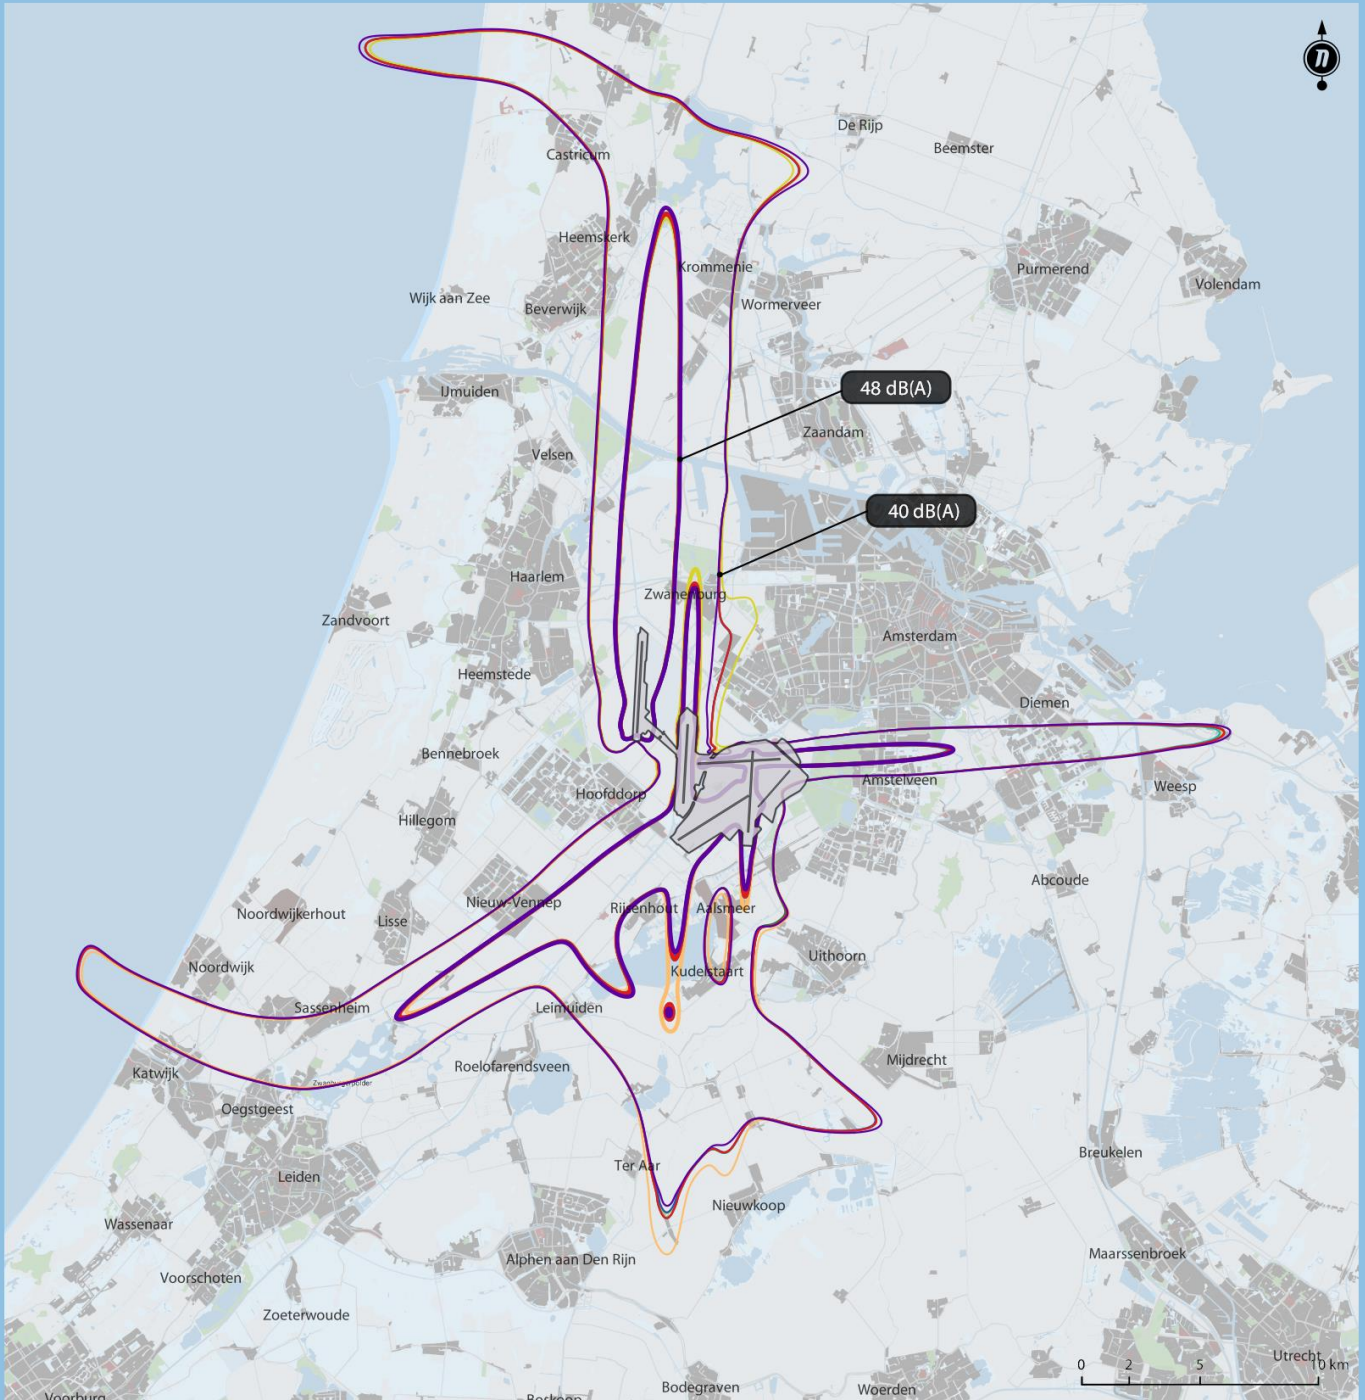 n
De Rijp
Beemster
Castricum
Heemskerk
Krommenie
Purmerend
Volendam
Wijk aan Zee
Beverwijk
Wormerveer
48 dB(A)
IJmuiden
Zaandam
Velsen
40 dB(A)
Haarlem
Zwanenburg
Zandvoort
Amsterdam
Heemstede
Diemen
Bennebroek
Amstelveen
Weesp
Hoofddorp
Hillegom
Abcoude
Nieuw-Vennep
Rijsenhout
Aalsmeer
Noordwijkerhout
Lisse
Uithoorn
Noordwijk
Kudelstaart
Sassenheim
Leimuiden
Mijdrecht
Katwijk
Roelofarendsveen
Zwanburgerpolder
Oegstgeest
Breukelen
Leiden
Ter Aar
Nieuwkoop
Wassenaar
Maarssenbroek
Alphen aan Den Rijn
Voorschoten
Zoeterwoude
Utrecht
0 2 5 10 km
Bodegraven
Woerden
Voorburg
Boskoop